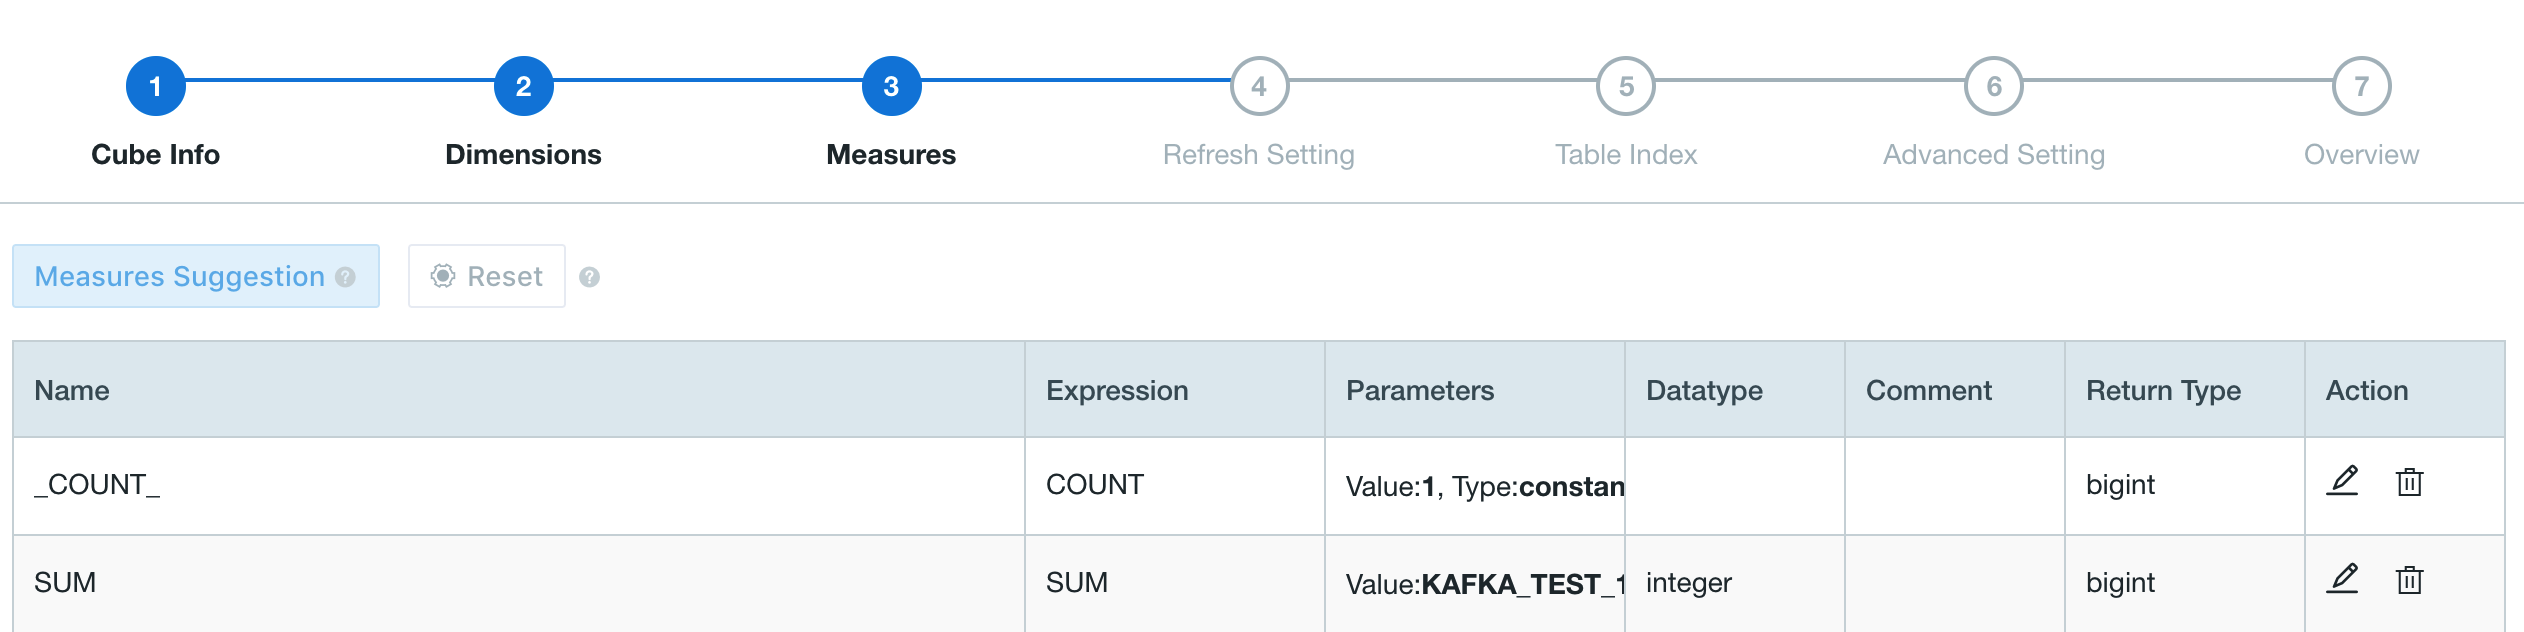 1 2 3 4 5 6 7
Cube Info Dimensions Measures Refresh Setting Table Index Advanced Setting Overview
Measures Suggestion ? Reset ?
Name Expression Parameters Datatype Comment Return Type Action
_COUNT_ COUNT Value:1, Type:constan bigint
SUM SUM Value:KAFKA_TEST_1 integer bigint